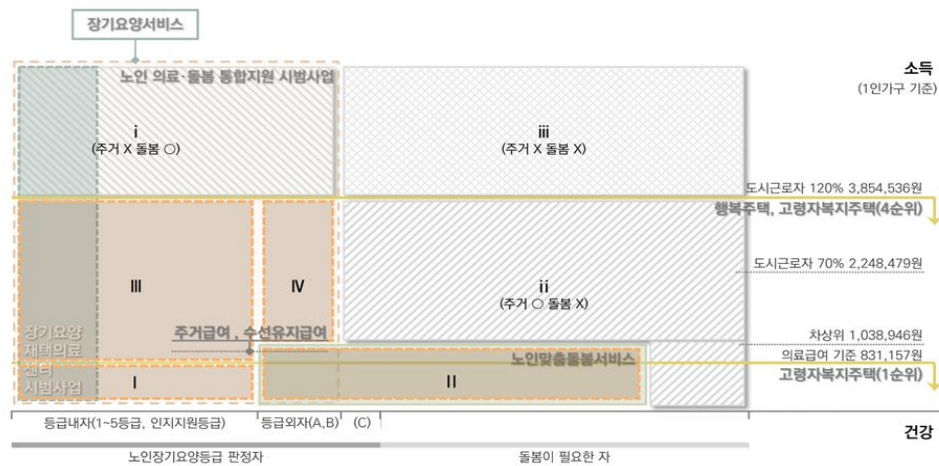 장기요양서비스
노인 의료·돌봄 통합지원 시범사업
소득
(1인가구 기준)
i
(주거 X 돌봄 ○)
iii
(주거 X 돌봄 X)
도시근로자 120% 3,854,536원
행복주택, 고령자복지주택(4순위)
도시근로자 70% 2,248,479원
III
IV
ii
(주거 ○ 돌봄 X)
장기요양
재택의료
센터
시범사업
주거급여 , 수선유지급여
차상위 1,038,946원
노인맞춤돌봄서비스
의료급여 기준 831,157원
고령자복지주택(1순위)
I
II
등급내자(1~5등급, 인지지원등급)
등급외자(A,B)
(C)
건강
노인장기요양등급 판정자
돌봄이 필요한 자